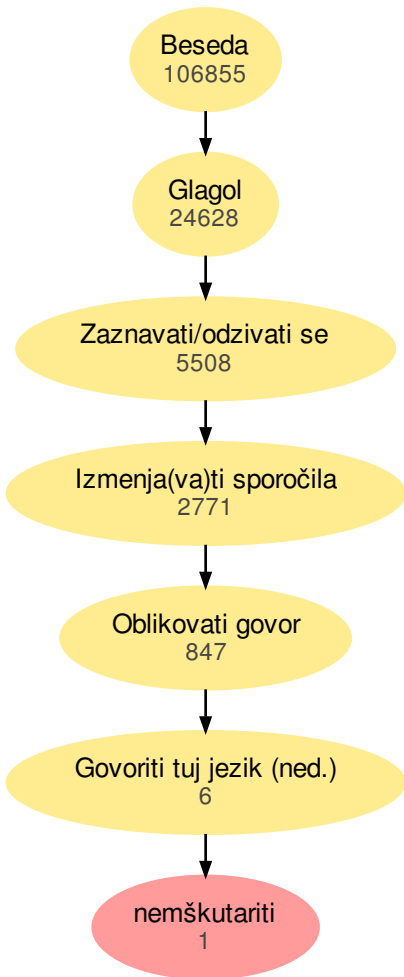 Beseda
106855
Glagol
24628
Zaznavati/odzivati se
5508
Izmenja(va)ti sporočila
2771
Oblikovati govor
847
Govoriti tuj jezik (ned.)
6
nemškutariti
1